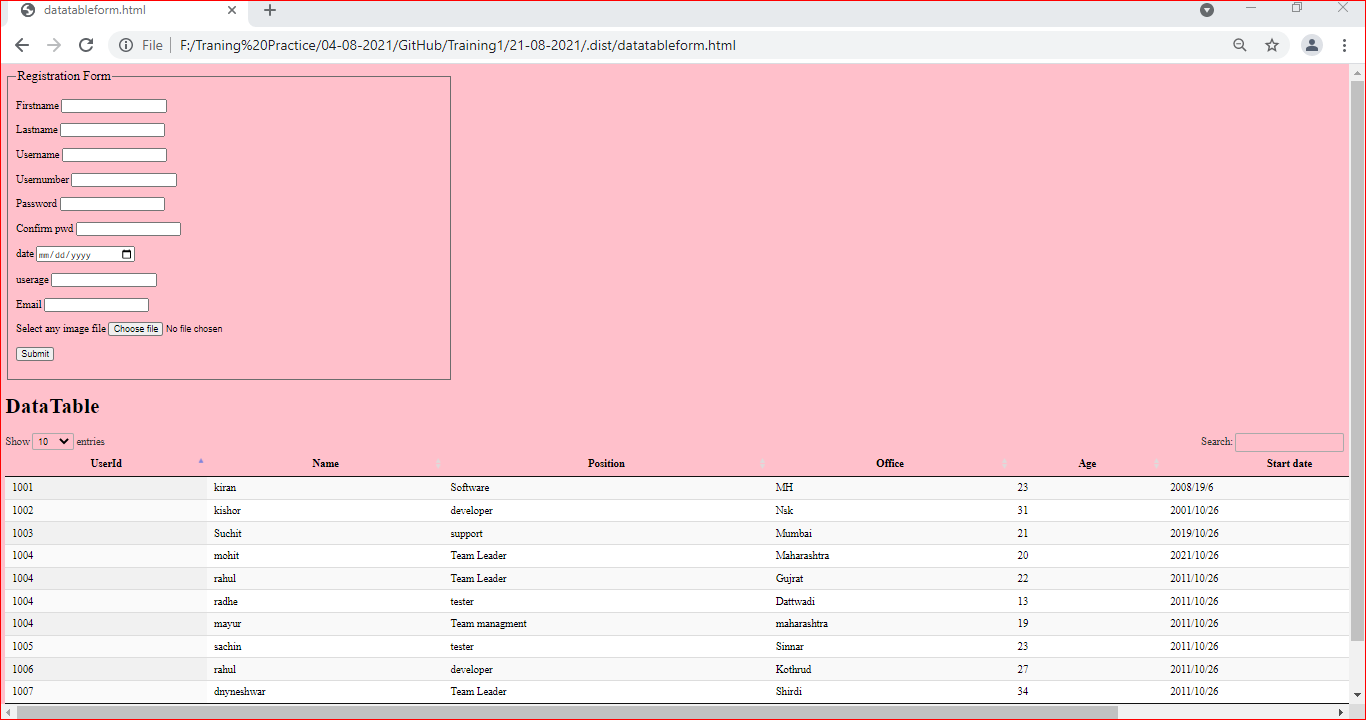 datatableform.html
File F:/Traning%20Practice/04-08-2021/GitHub/Training1/21-08-2021/.dist/datatableform.html
Registration Form
Firstname
Lastname
Username
Usernumber
Password
Confirm pwd
date mm/dd/yyyy
userage
Email
Select any image file Choose file No file chosen
Submit
DataTable
Show 10 entries Search:
UserId Name Position Office Age Start date
1001 kiran Software MH 23 2008/19/6
1002 kishor developer Nsk 31 2001/10/26
1003 Suchit support Mumbai 21 2019/10/26
1004 mohit Team Leader Maharashtra 20 2021/10/26
1004 rahul Team Leader Gujrat 22 2011/10/26
1004 radhe tester Dattwadi 13 2011/10/26
1004 mayur Team managment maharashtra 19 2011/10/26
1005 sachin tester Sinnar 23 2011/10/26
1006 rahul developer Kothrud 27 2011/10/26
1007 dnyneshwar Team Leader Shirdi 34 2011/10/26